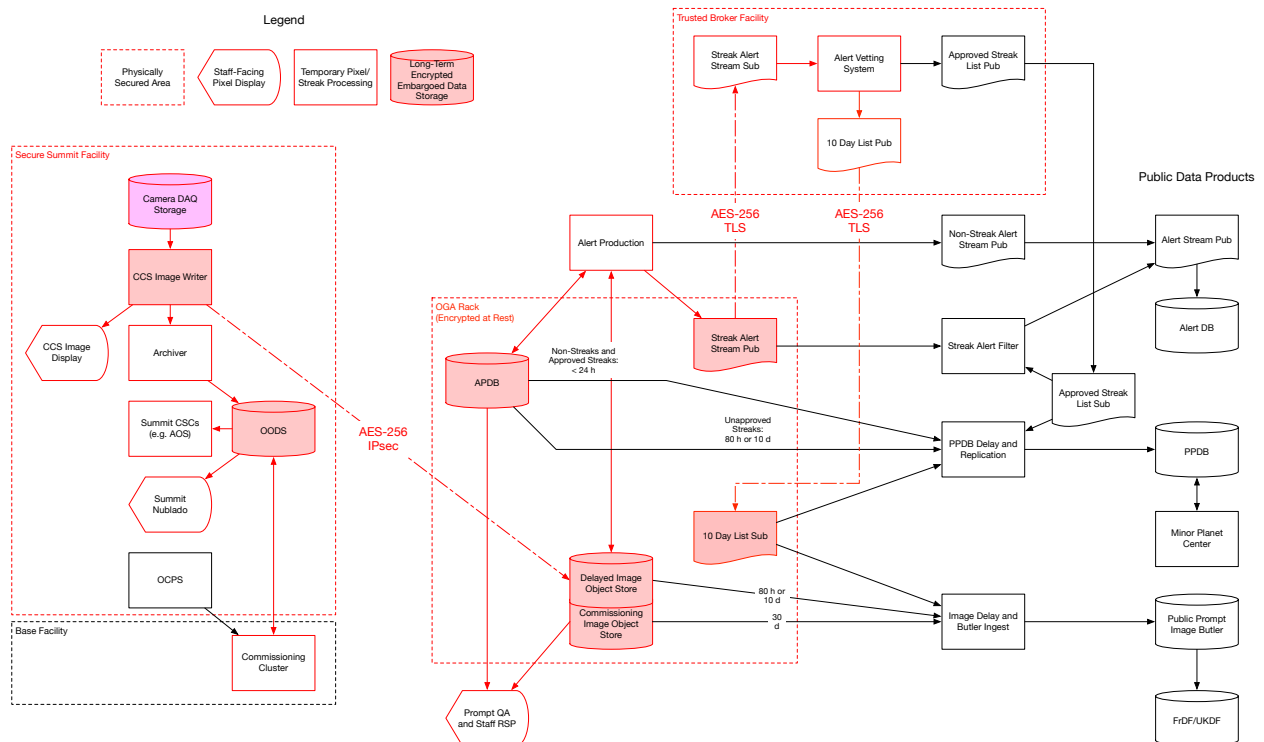 Legend
Physically
Secured Area
Staff-Facing
Pixel Display
Temporary Pixel/
Streak Processing
Long-Term
Encrypted
Embargoed Data
Storage
Trusted Broker Facility
Streak Alert
Stream Sub
Alert Vetting
System
Approved Streak
List Pub
10 Day List Pub
Secure Summit Facility
Camera DAQ
Storage
CCS Image Writer
CCS Image
Display
Archiver
Summit CSCs
(e.g. AOS)
OODS
Summit
Nublado
OCPS
Base Facility
Commissioning
Cluster
AES-256
IPsec
AES-256
TLS
AES-256
TLS
Alert Production
OGA Rack
(Encrypted at Rest)
Streak Alert
Stream Pub
Non-Streaks and
Approved Streaks:
< 24 h
APDB
Unapproved
Streaks:
80 h or 10 d
10 Day List Sub
Delayed Image
Object Store
Commissioning
Image Object
Store
80 h or
10 d
30
d
Prompt QA
and Staff RSP
Public Data Products
Non-Streak Alert
Stream Pub
Alert Stream Pub
Alert DB
Streak Alert Filter
Approved Streak
List Sub
PPDB Delay and
Replication
PPDB
Minor Planet
Center
Image Delay and
Butler Ingest
Public Prompt
Image Butler
FrDF/UKDF